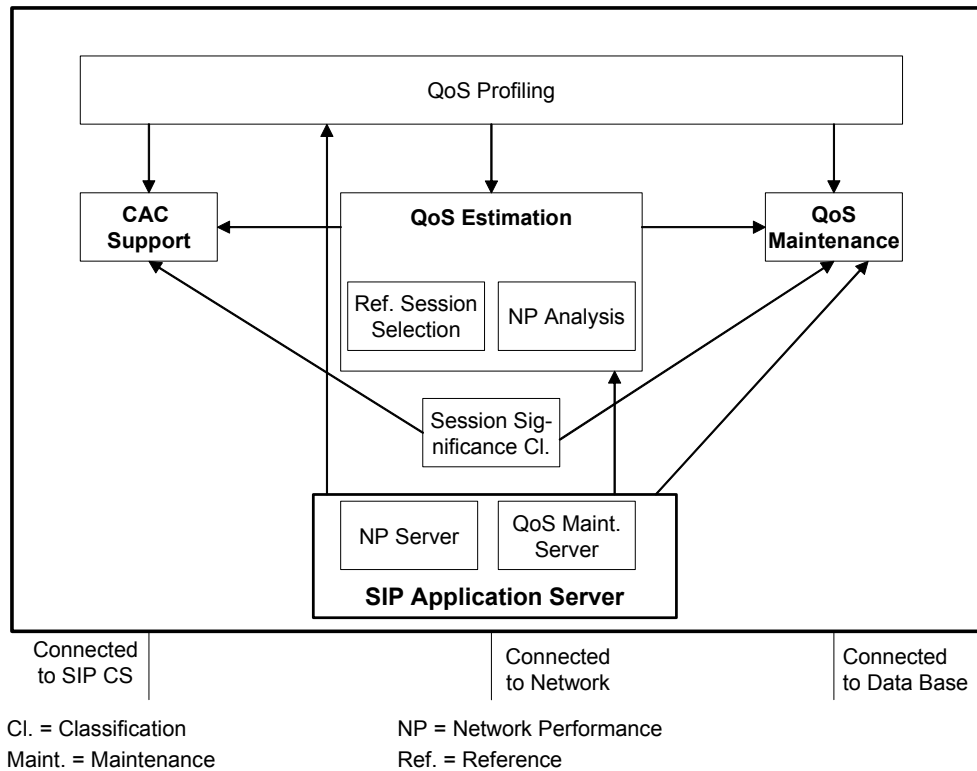 QoS Profiling
CAC
Support
QoS Estimation
QoS
Maintenance
Ref. Session
Selection
NP Analysis
Session Sig-
nificance Cl.
NP Server
QoS Maint.
Server
SIP Application Server
Connected
to SIP CS
Connected
to Network
Connected
to Data Base
Cl. = Classification
NP = Network Performance
Maint. = Maintenance
Ref. = Reference